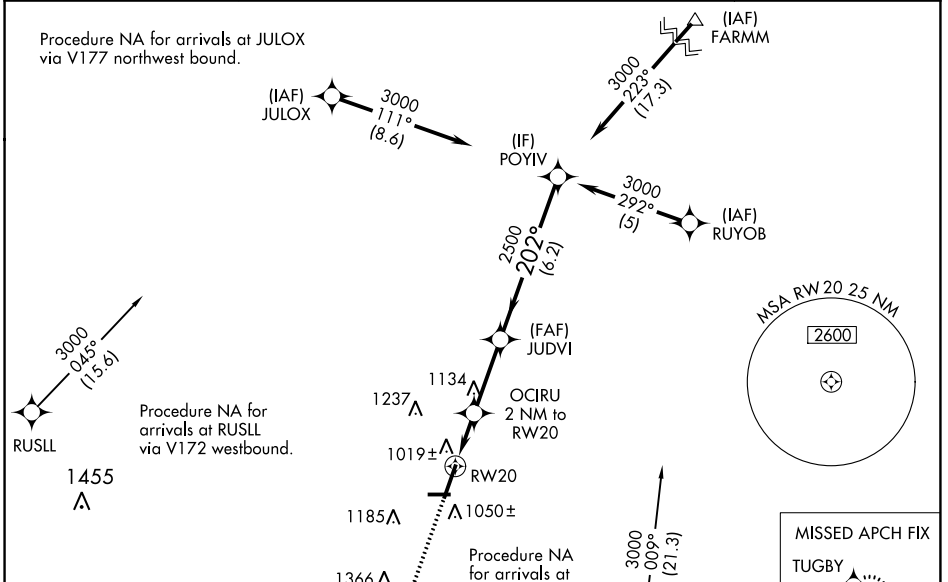 Procedure NA for arrivals at JULOX
via V177 northwest bound.
(IAF)
FARMM
3000
223°
(17.3)
(IAF)
JULOX
3000
111°
(8.6)
(IF)
POYIV
3000
292°
(5)
(IAF)
RUYOB
2500
202°
(6.2)
MSA RW20 25 NM
2600
(FAF)
JUDVI
3000
045°
(15.6)
RUSLL
Procedure NA for
arrivals at RUSLL
via V172 westbound.
1134
1237
OCIRU
2 NM to
RW20
1019±
RW20
1455
1185
1050±
1366
Procedure NA
for arrivals at
3000
009°
(21.3)
MISSED APCH FIX
TUGBY